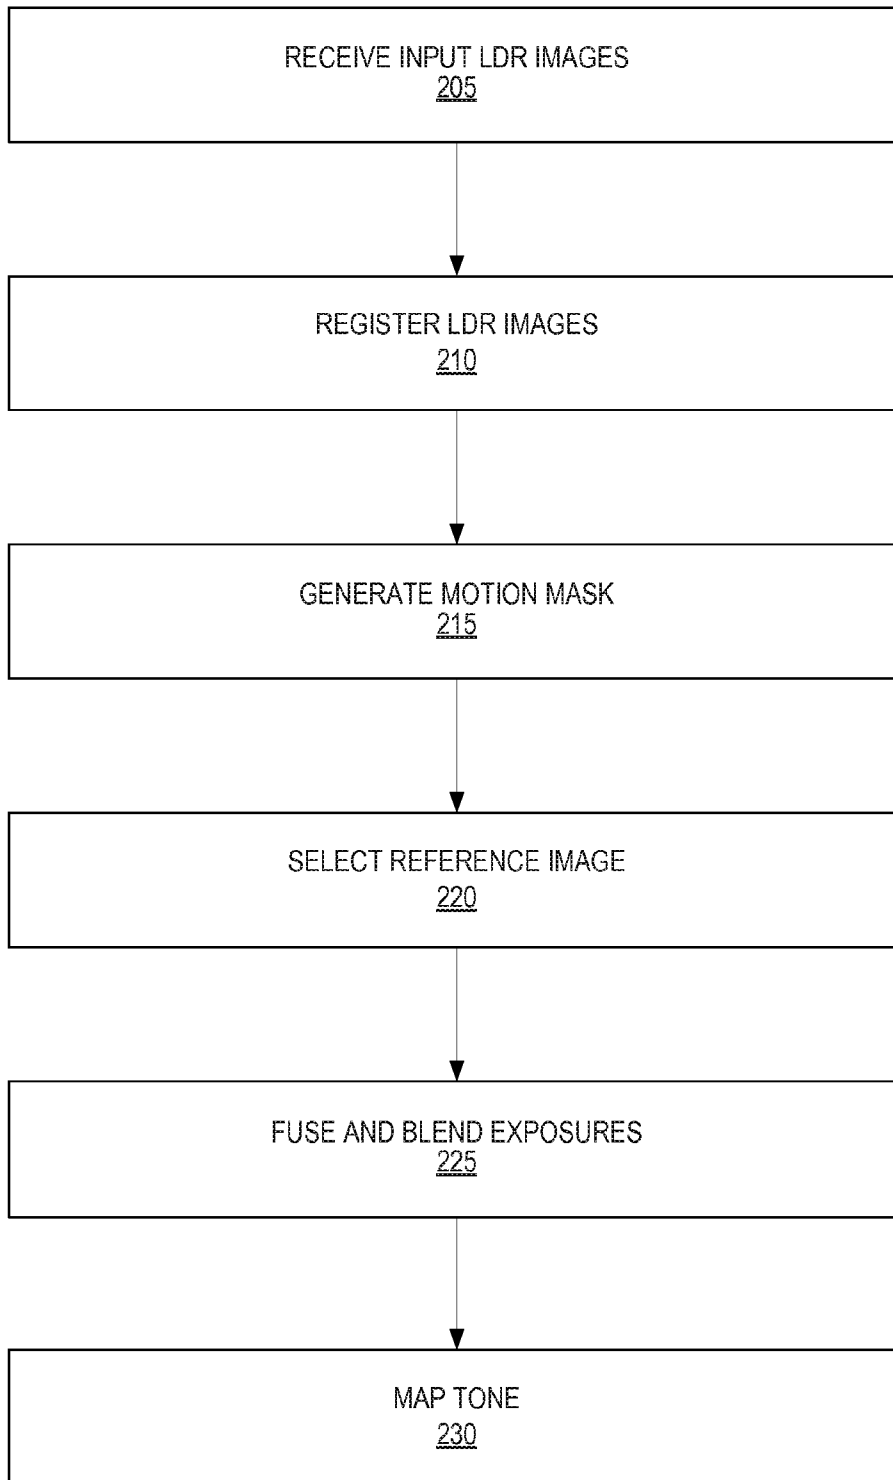 RECEIVE INPUT LDR IMAGES
205
REGISTER LDR IMAGES
210
GENERATE MOTION MASK
215
SELECT REFERENCE IMAGE
220
FUSE AND BLEND EXPOSURES
225
MAP TONE
230